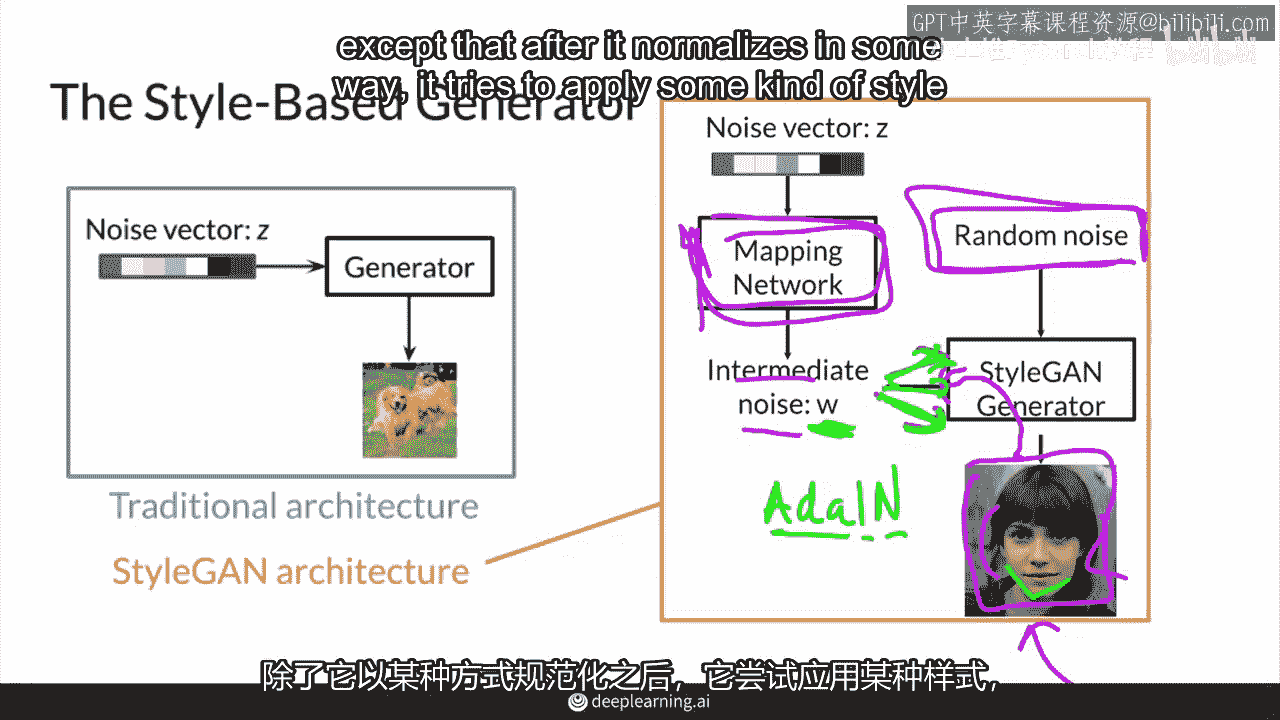 GPT中英字幕课程资源@bilibili.com
except that after it normalizes in some
way, it tries to apply some kind of style
The Style-Based Generator
Noise vector: z
Generator
Traditional architecture
StyleGAN architecture
Noise vector: z
Mapping
Network
Intermediate
noise: w
Random noise
StyleGAN
Generator
AdaIN
除了它以某种方式规范化之后，它尝试应用某种样式，
deeplearning.ai